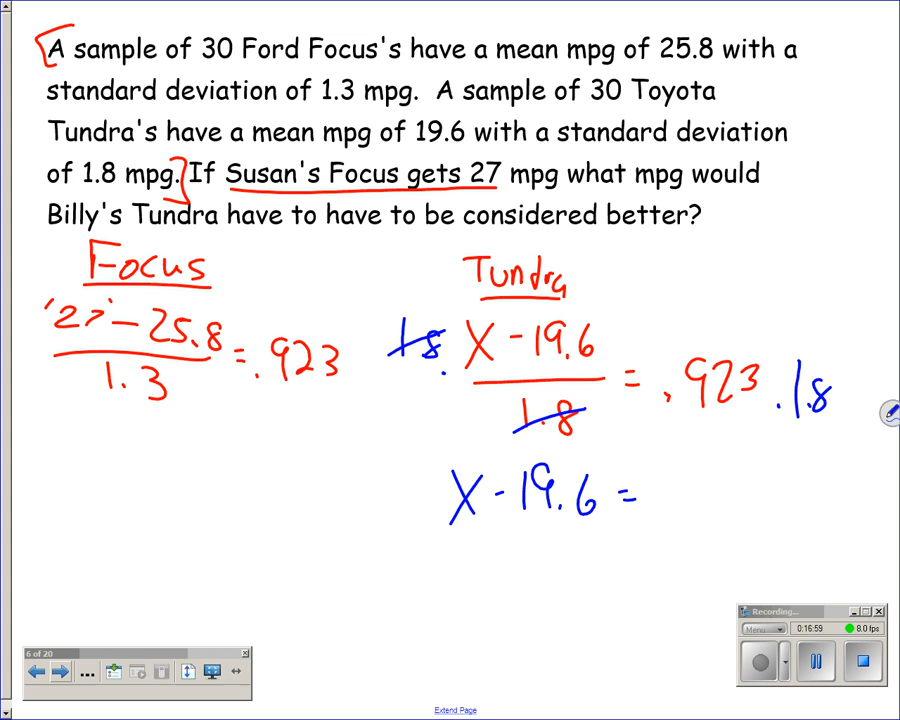 A sample of 30 Ford Focus's have a mean mpg of 25.8 with a
standard deviation of 1.3 mpg. A sample of 30 Toyota
Tundra's have a mean mpg of 19.6 with a standard deviation
of 1.8 mpg. If Susan's Focus gets 27 mpg what mpg would
Billy's Tundra have to have to be considered better?
Focus
27 - 25.8
1.3
= .923
Tundra
1.8 .
X - 19.6
1.8
= .923 . 1.8
X - 19.6 =
Recording...
Menu
0:16:59
8.0 fps
6 of 20
...
Extend Page